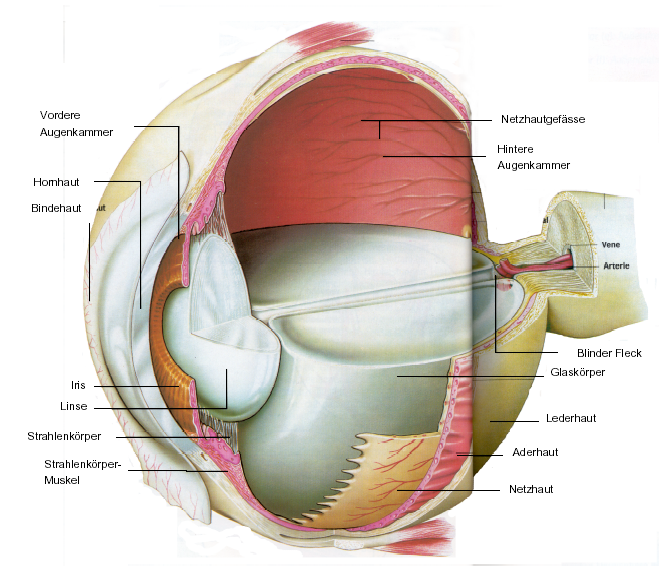 Vordere
Augenkammer
Hornhaut
Bindehaut
Iris
Linse
Strahlenkörper
Strahlenkörper-
Muskel
Netzhautgefässe
Hintere
Augenkammer
Vene
Arterie
Blinder Fleck
Glaskörper
Lederhaut
Aderhaut
Netzhaut